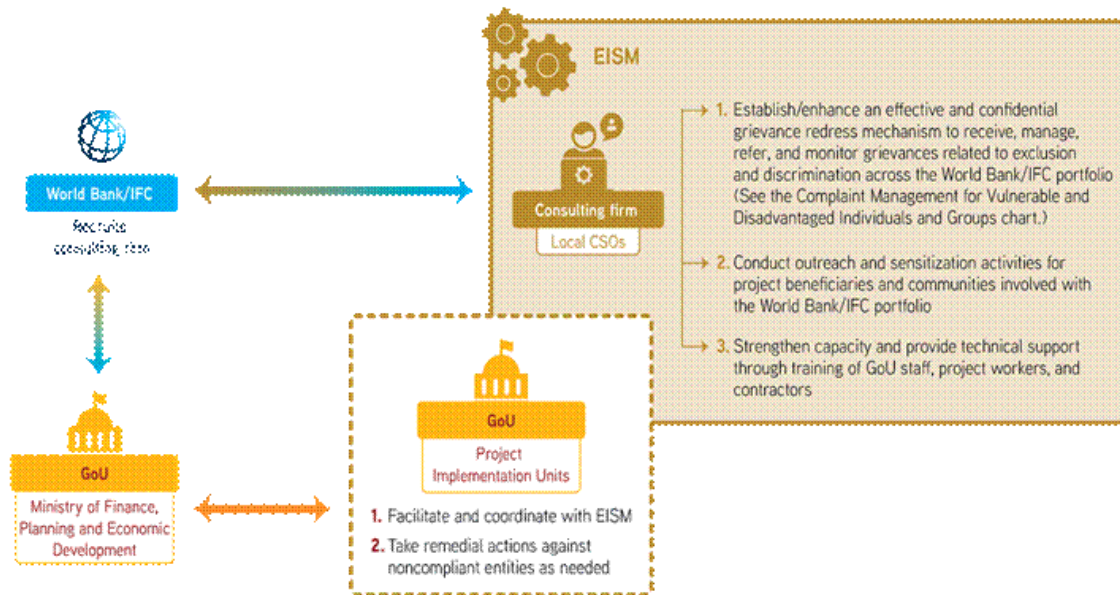 EISM
World Bank/IFC
Recruits
consulting firm
Consulting firm
Local CSOs
1. Establish/enhance an effective and confidential
grievance redress mechanism to receive, manage,
refer, and monitor grievances related to exclusion
and discrimination across the World Bank/IFC portfolio
(See the Complaint Management for Vulnerable and
Disadvantaged Individuals and Groups chart.)
2. Conduct outreach and sensitization activities for
project beneficiaries and communities involved with
the World Bank/IFC portfolio
3. Strengthen capacity and provide technical support
through training of GoU staff, project workers, and
contractors
GoU
Ministry of Finance,
Planning and Economic
Development
GoU
Project
Implementation Units
1. Facilitate and coordinate with EISM
2. Take remedial actions against
noncompliant entities as needed